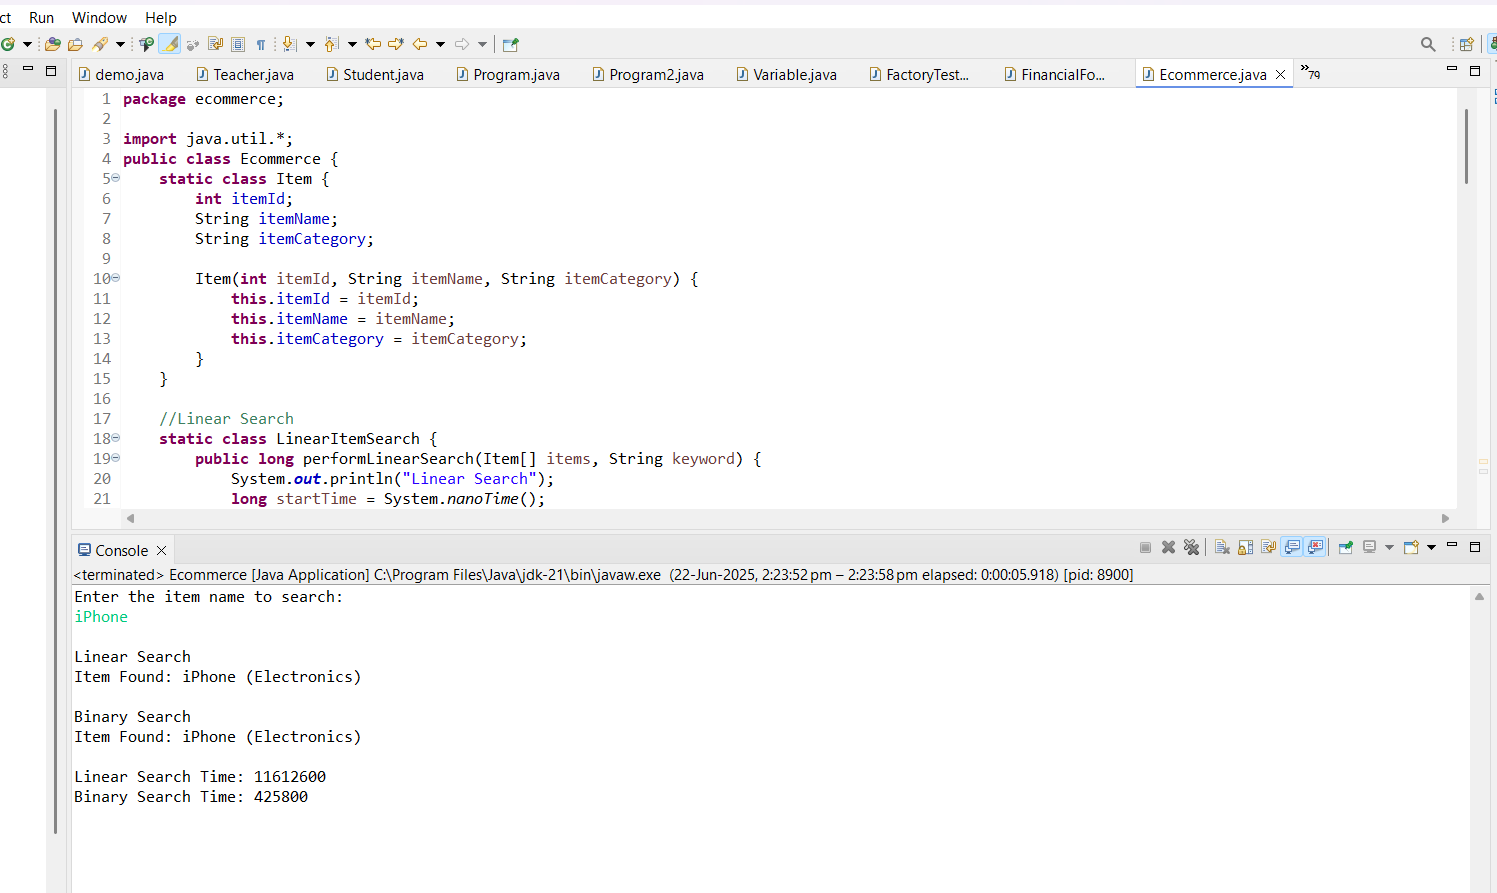 ct Run Window Help
demo.java Teacher.java Student.java Program.java Program2.java Variable.java FactoryTest... FinancialFo... Ecommerce.java »79
1 package ecommerce;
2
3 import java.util.*;
4 public class Ecommerce {
5 static class Item {
6 int itemId;
7 String itemName;
8 String itemCategory;
9
10 Item(int itemId, String itemName, String itemCategory) {
11 this.itemId = itemId;
12 this.itemName = itemName;
13 this.itemCategory = itemCategory;
14 }
15 }
16
17 //Linear Search
18 static class LinearItemSearch {
19 public long performLinearSearch(Item[] items, String keyword) {
20 System.out.println("Linear Search");
21 long startTime = System.nanoTime();
Console
<terminated> Ecommerce [Java Application] C:\Program Files\Java\jdk-21\bin\javaw.exe (22-Jun-2025, 2:23:52 pm – 2:23:58 pm elapsed: 0:00:05.918) [pid: 8900]
Enter the item name to search:
iPhone
Linear Search
Item Found: iPhone (Electronics)
Binary Search
Item Found: iPhone (Electronics)
Linear Search Time: 11612600
Binary Search Time: 425800